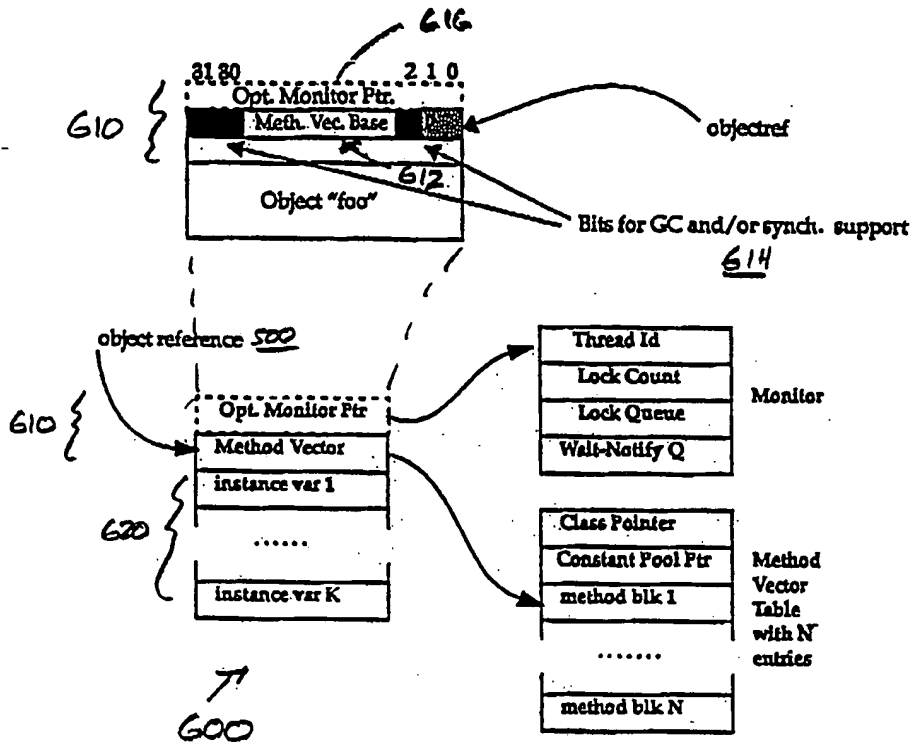 616
31 30 2 1 0
Opt. Monitor Ptr.
610
Meth. Vec. Base
objectref
612
Object "foo"
Bits for GC and/or synch. support
614
object reference 500
Thread Id
Lock Count
Monitor
610
Opt. Monitor Ptr
Lock Queue
Method Vector
Wait-Notify Q
instance var 1
620
Class Pointer
......
Constant Pool Ptr
Method
Vector
Table
with N
entries
instance var K
method blk 1
.......
600
method blk N